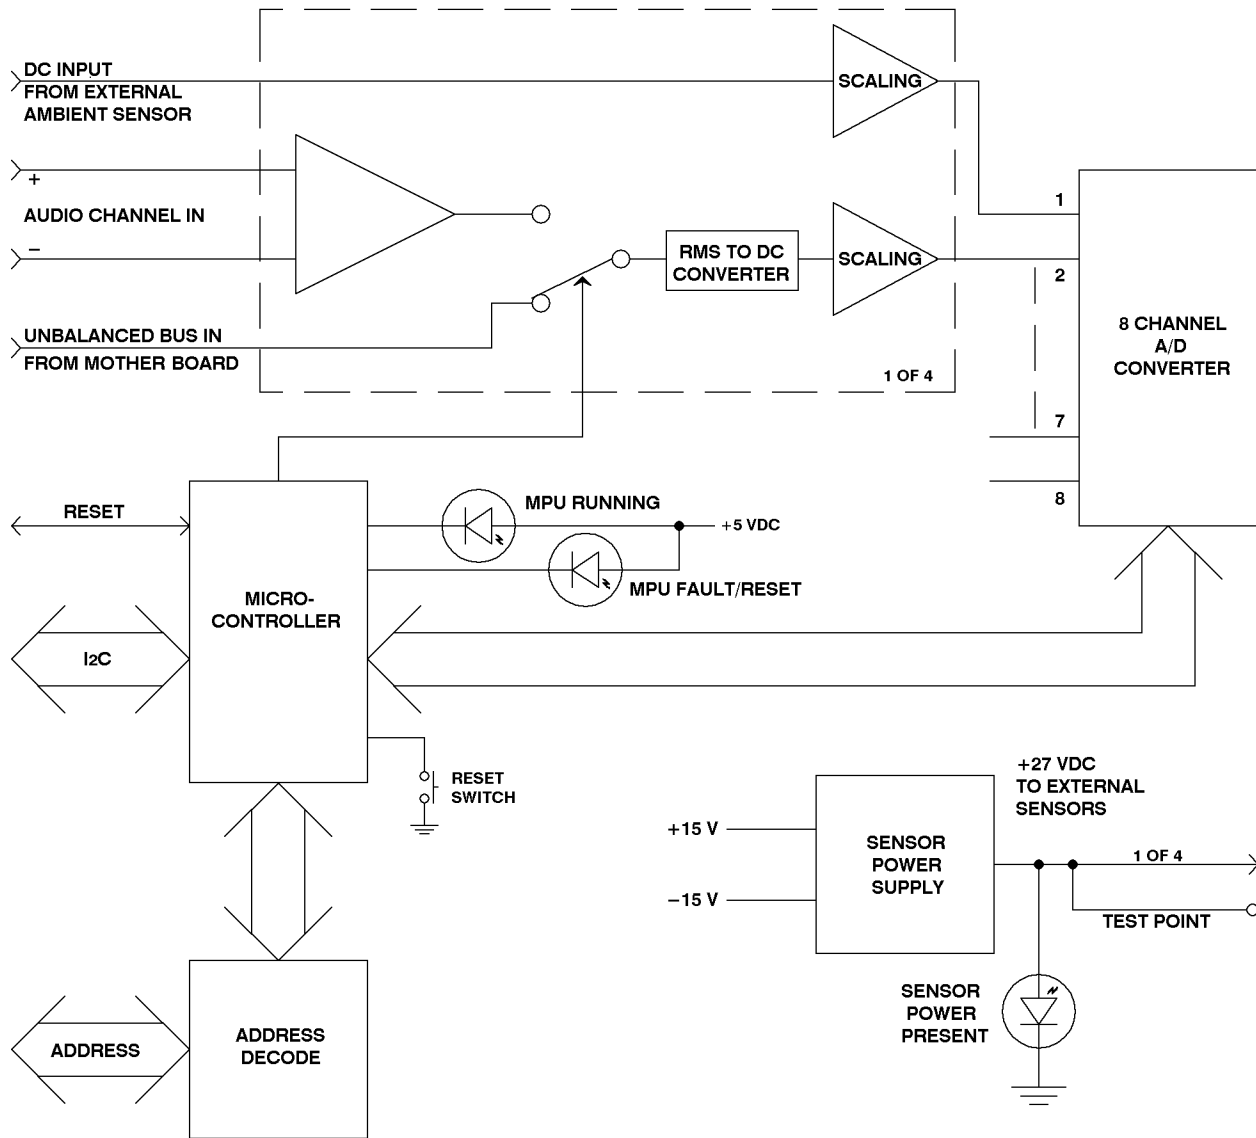 DC INPUT
FROM EXTERNAL
AMBIENT SENSOR
SCALING
+
AUDIO CHANNEL IN
−
1
RMS TO DC
CONVERTER
SCALING
2
UNBALANCED BUS IN
FROM MOTHER BOARD
8 CHANNEL
A/D
CONVERTER
1 OF 4
7
8
RESET
MPU RUNNING
+5 VDC
MPU FAULT/RESET
MICRO-
CONTROLLER
I2C
RESET
SWITCH
+27 VDC
TO EXTERNAL
SENSORS
+15 V
−15 V
SENSOR
POWER
SUPPLY
1 OF 4
TEST POINT
SENSOR
POWER
PRESENT
ADDRESS
ADDRESS
DECODE